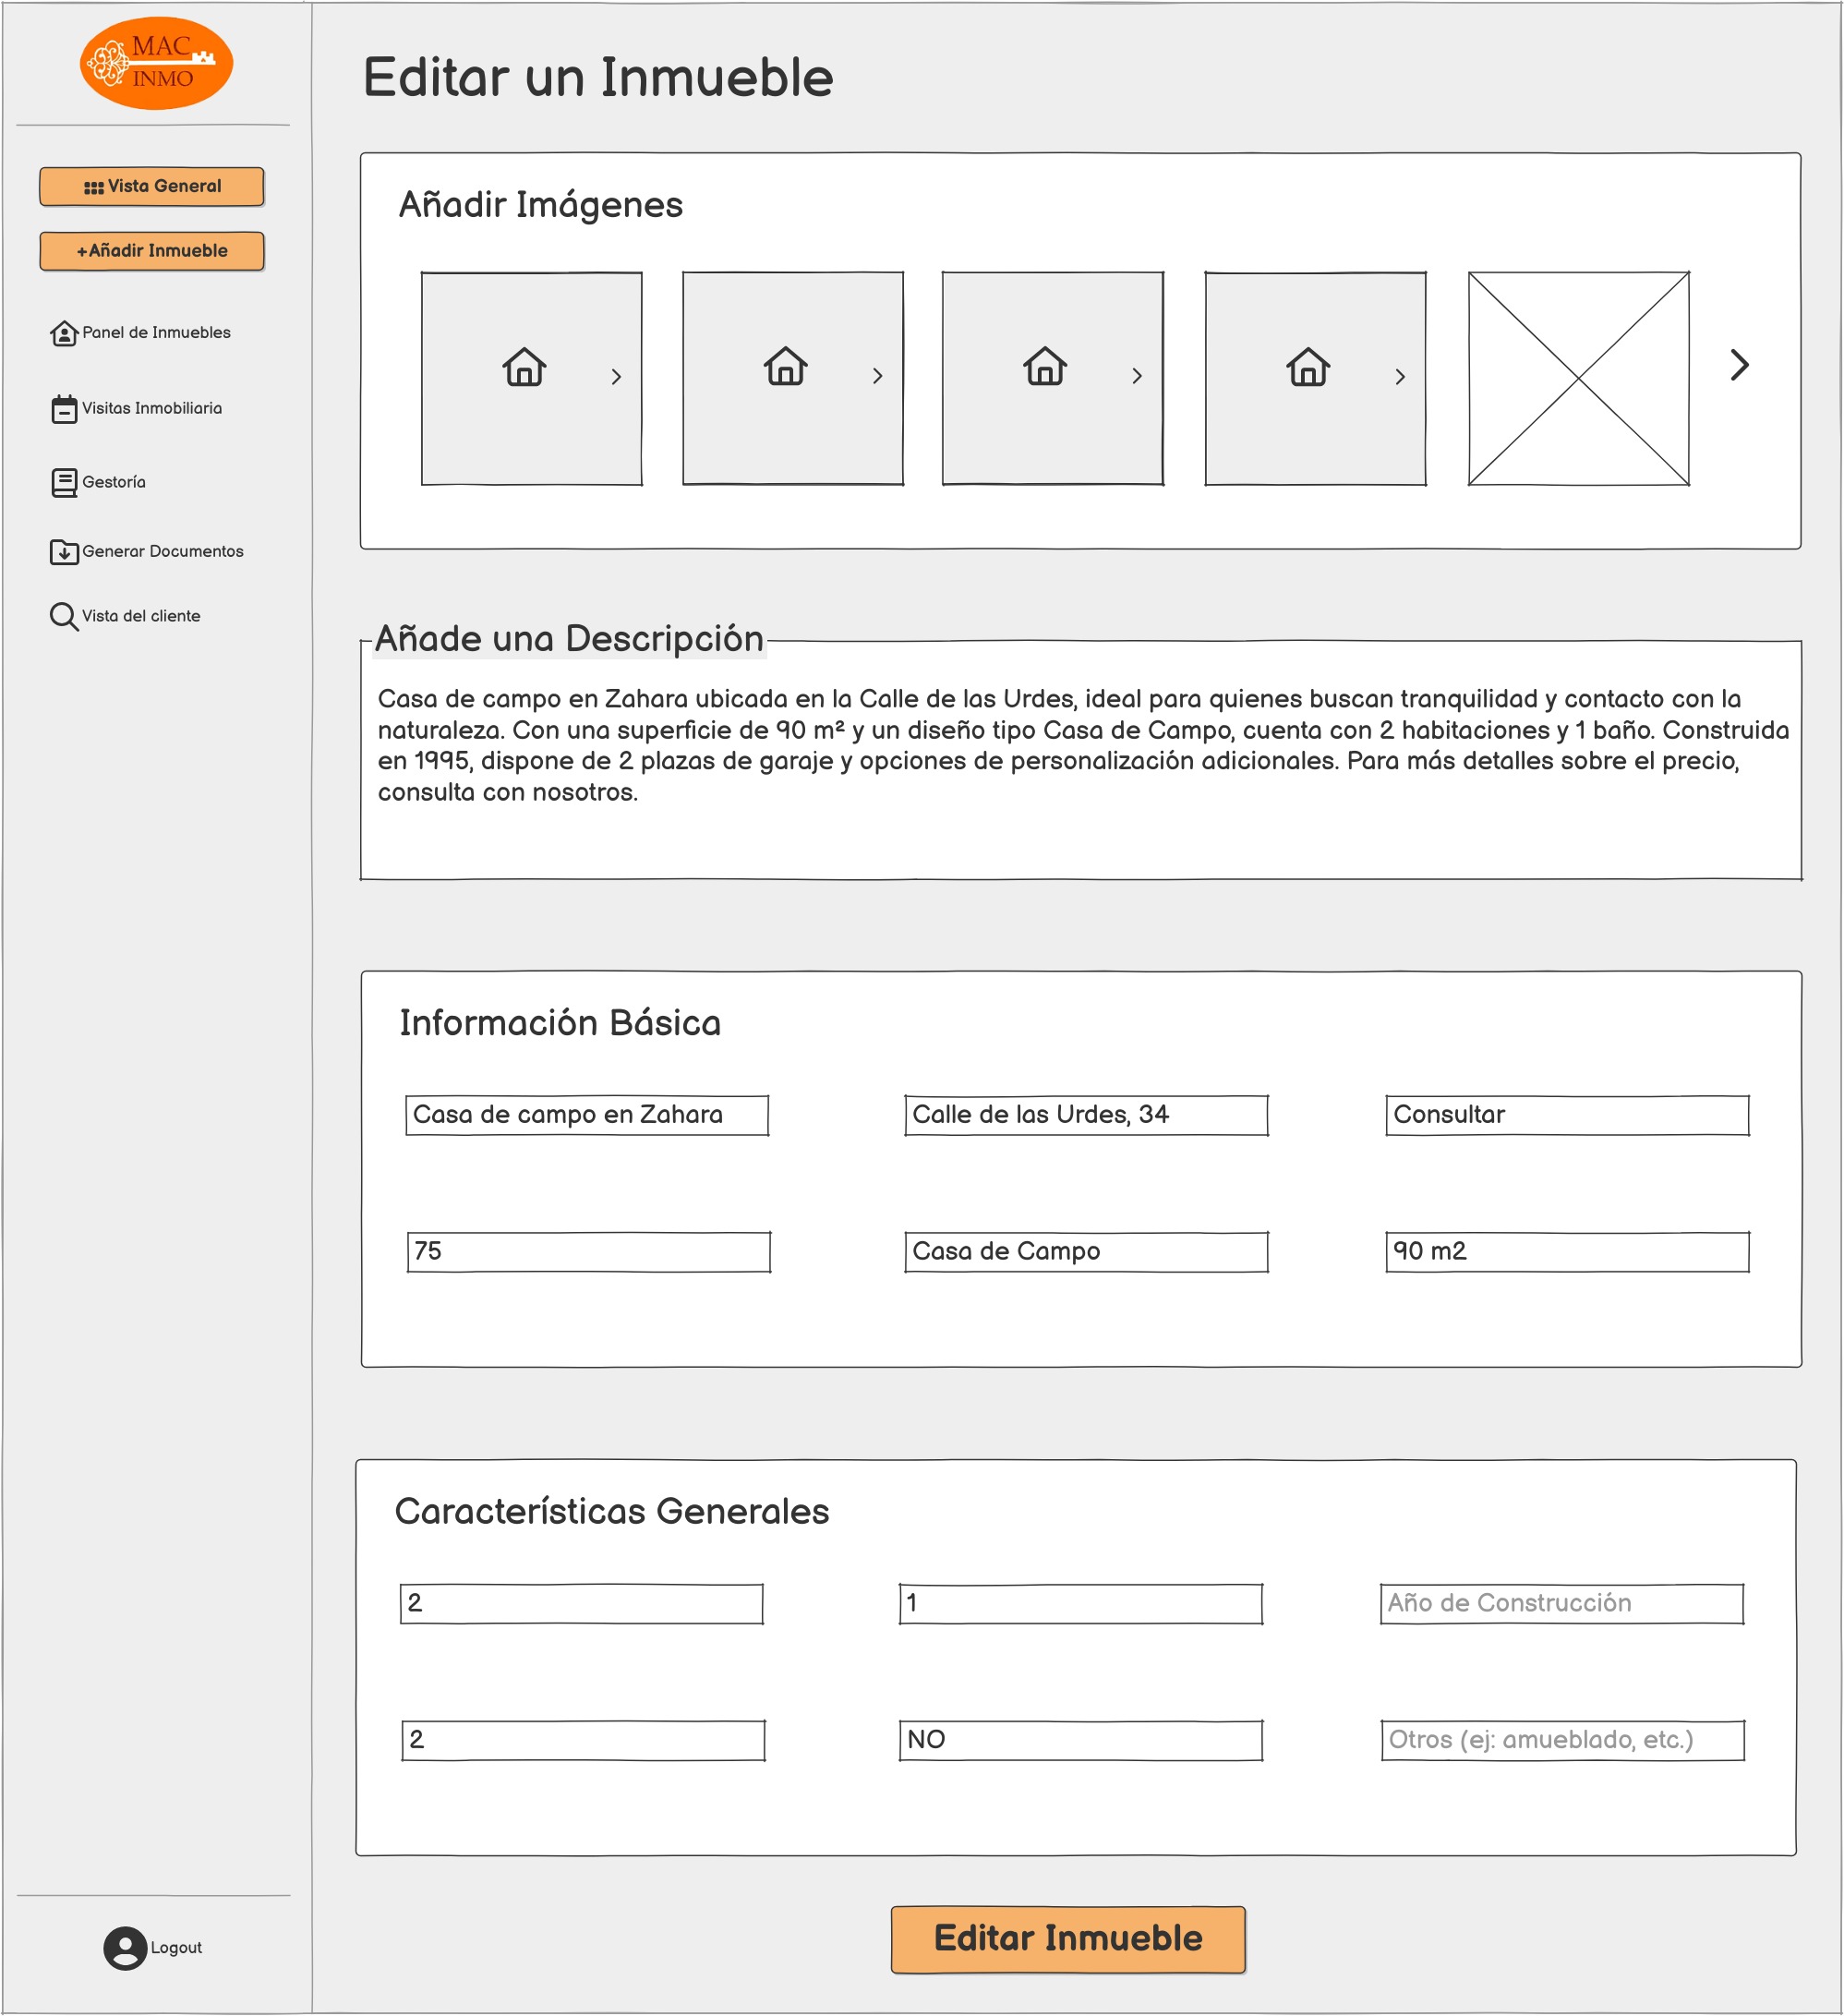 MAC
INMO
Vista General
+Añadir Inmueble
Panel de Inmuebles
Visitas Inmobiliaria
Gestoría
Generar Documentos
Vista del cliente
Logout
Editar un Inmueble
Añadir Imágenes
Añade una Descripción
Casa de campo en Zahara ubicada en la Calle de las Urdes, ideal para quienes buscan tranquilidad y contacto con la
naturaleza. Con una superficie de 90 m² y un diseño tipo Casa de Campo, cuenta con 2 habitaciones y 1 baño. Construida
en 1995, dispone de 2 plazas de garaje y opciones de personalización adicionales. Para más detalles sobre el precio,
consulta con nosotros.
Información Básica
Casa de campo en Zahara
Calle de las Urdes, 34
Consultar
75
Casa de Campo
90 m2
Características Generales
2
1
Año de Construcción
2
NO
Otros (ej: amueblado, etc.)
Editar Inmueble